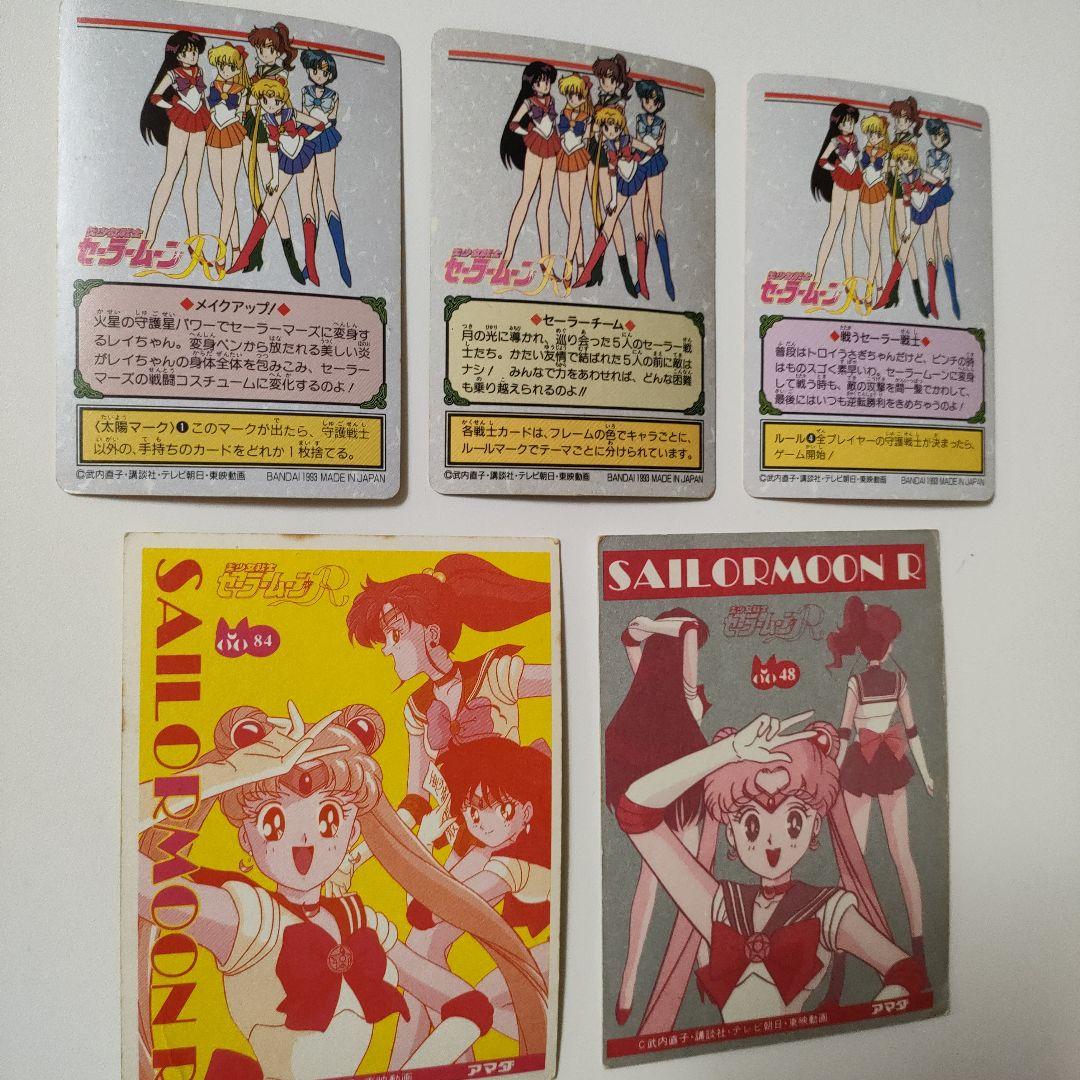 美少女戦士
セーラームーンR
◆メイクアップ!◆
火星の守護星パワーでセーラーマーズに変身す
るレイちゃん。変身ペンから放たれる美しい炎
がレイちゃんの身体全体を包みこみ、セーラー
マーズの戦闘コスチュームに変化するのよ!
〈太陽マーク〉❶このマークが出たら、守護戦士
以外の、手持ちのカードをどれか1枚捨てる。
©武内直子・講談社・テレビ朝日・東映動画 BANDAI 1993 MADE IN JAPAN
美少女戦士
セーラームーンR
◆セーラーチーム◆
月の光に導かれ、巡り会った5人のセーラー戦
士たち。かたい友情で結ばれた5人の前に敵は
ナシ! みんなで力をあわせれば、どんな困難
も乗り越えられるのよ!!
各戦士カードは、フレームの色でキャラごとに、
ルールマークでテーマごとに分けられています。
©武内直子・講談社・テレビ朝日・東映動画 BANDAI 1993 MADE IN JAPAN
美少女戦士
セーラームーンR
◆戦うセーラー戦士◆
普段はトロイうさぎちゃんだけど、ピンチの時
はものスゴく素早いわ。セーラームーンに変身
して戦う時も、敵の攻撃を間一髪でかわして、
最後にはいつも逆転勝利をきめちゃうのよ!
ルール❹全プレイヤーの守護戦士が決まったら、
ゲーム開始!
©武内直子・講談社・テレビ朝日・東映動画 BANDAI 1993 MADE IN JAPAN
SAILORMOON R
美少女戦士
セーラームーンR
84
アマダ
東映動画
SAILORMOON R
美少女戦士
セーラームーンR
48
アマダ
©武内直子・講談社・テレビ朝日・東映動画